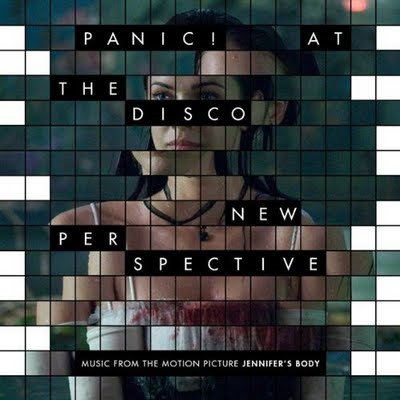 PANIC! AT
THE
DISCO
NEW
PER
SPECTIVE
MUSIC FROM THE MOTION PICTURE JENNIFER'S BODY